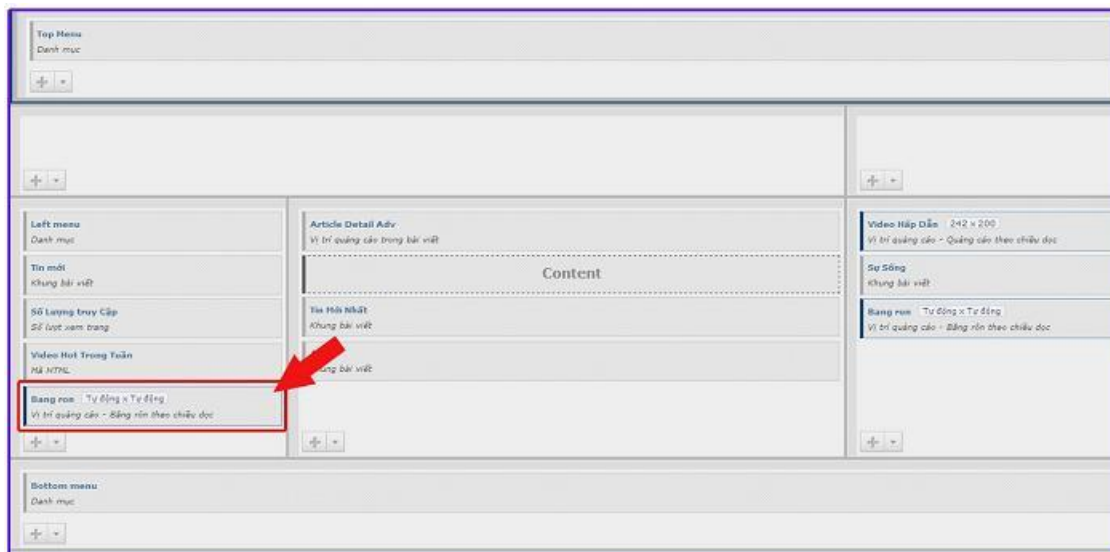 Top Menu
Danh mục
Left menu
Danh mục
Tin mới
Khung bài viết
Số Lượng truy Cập
Số lượt xem trang
Video Hot Trong Tuần
Mã HTML
Bang ron Tự động x Tự động
Vị trí quảng cáo - Băng rôn theo chiều dọc
Article Detail Adv
Vị trí quảng cáo trong bài viết
Content
Tin Mới Nhất
Khung bài viết
bài viết
Video Hấp Dẫn 242 x 200
Vị trí quảng cáo - Quảng cáo theo chiều dọc
Sự Sống
Khung bài viết
Bang ron Tự động x Tự động
Vị trí quảng cáo - Băng rôn theo chiều dọc
Bottom menu
Danh mục